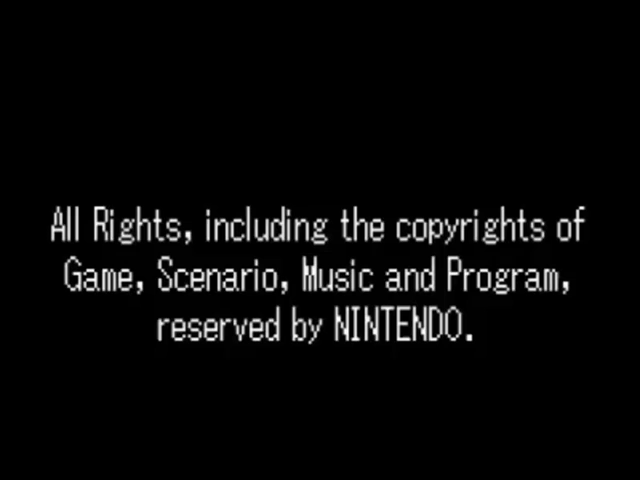 All Rights, including the copyrights of
Game, Scenario, Music and Program,
reserved by NINTENDO.